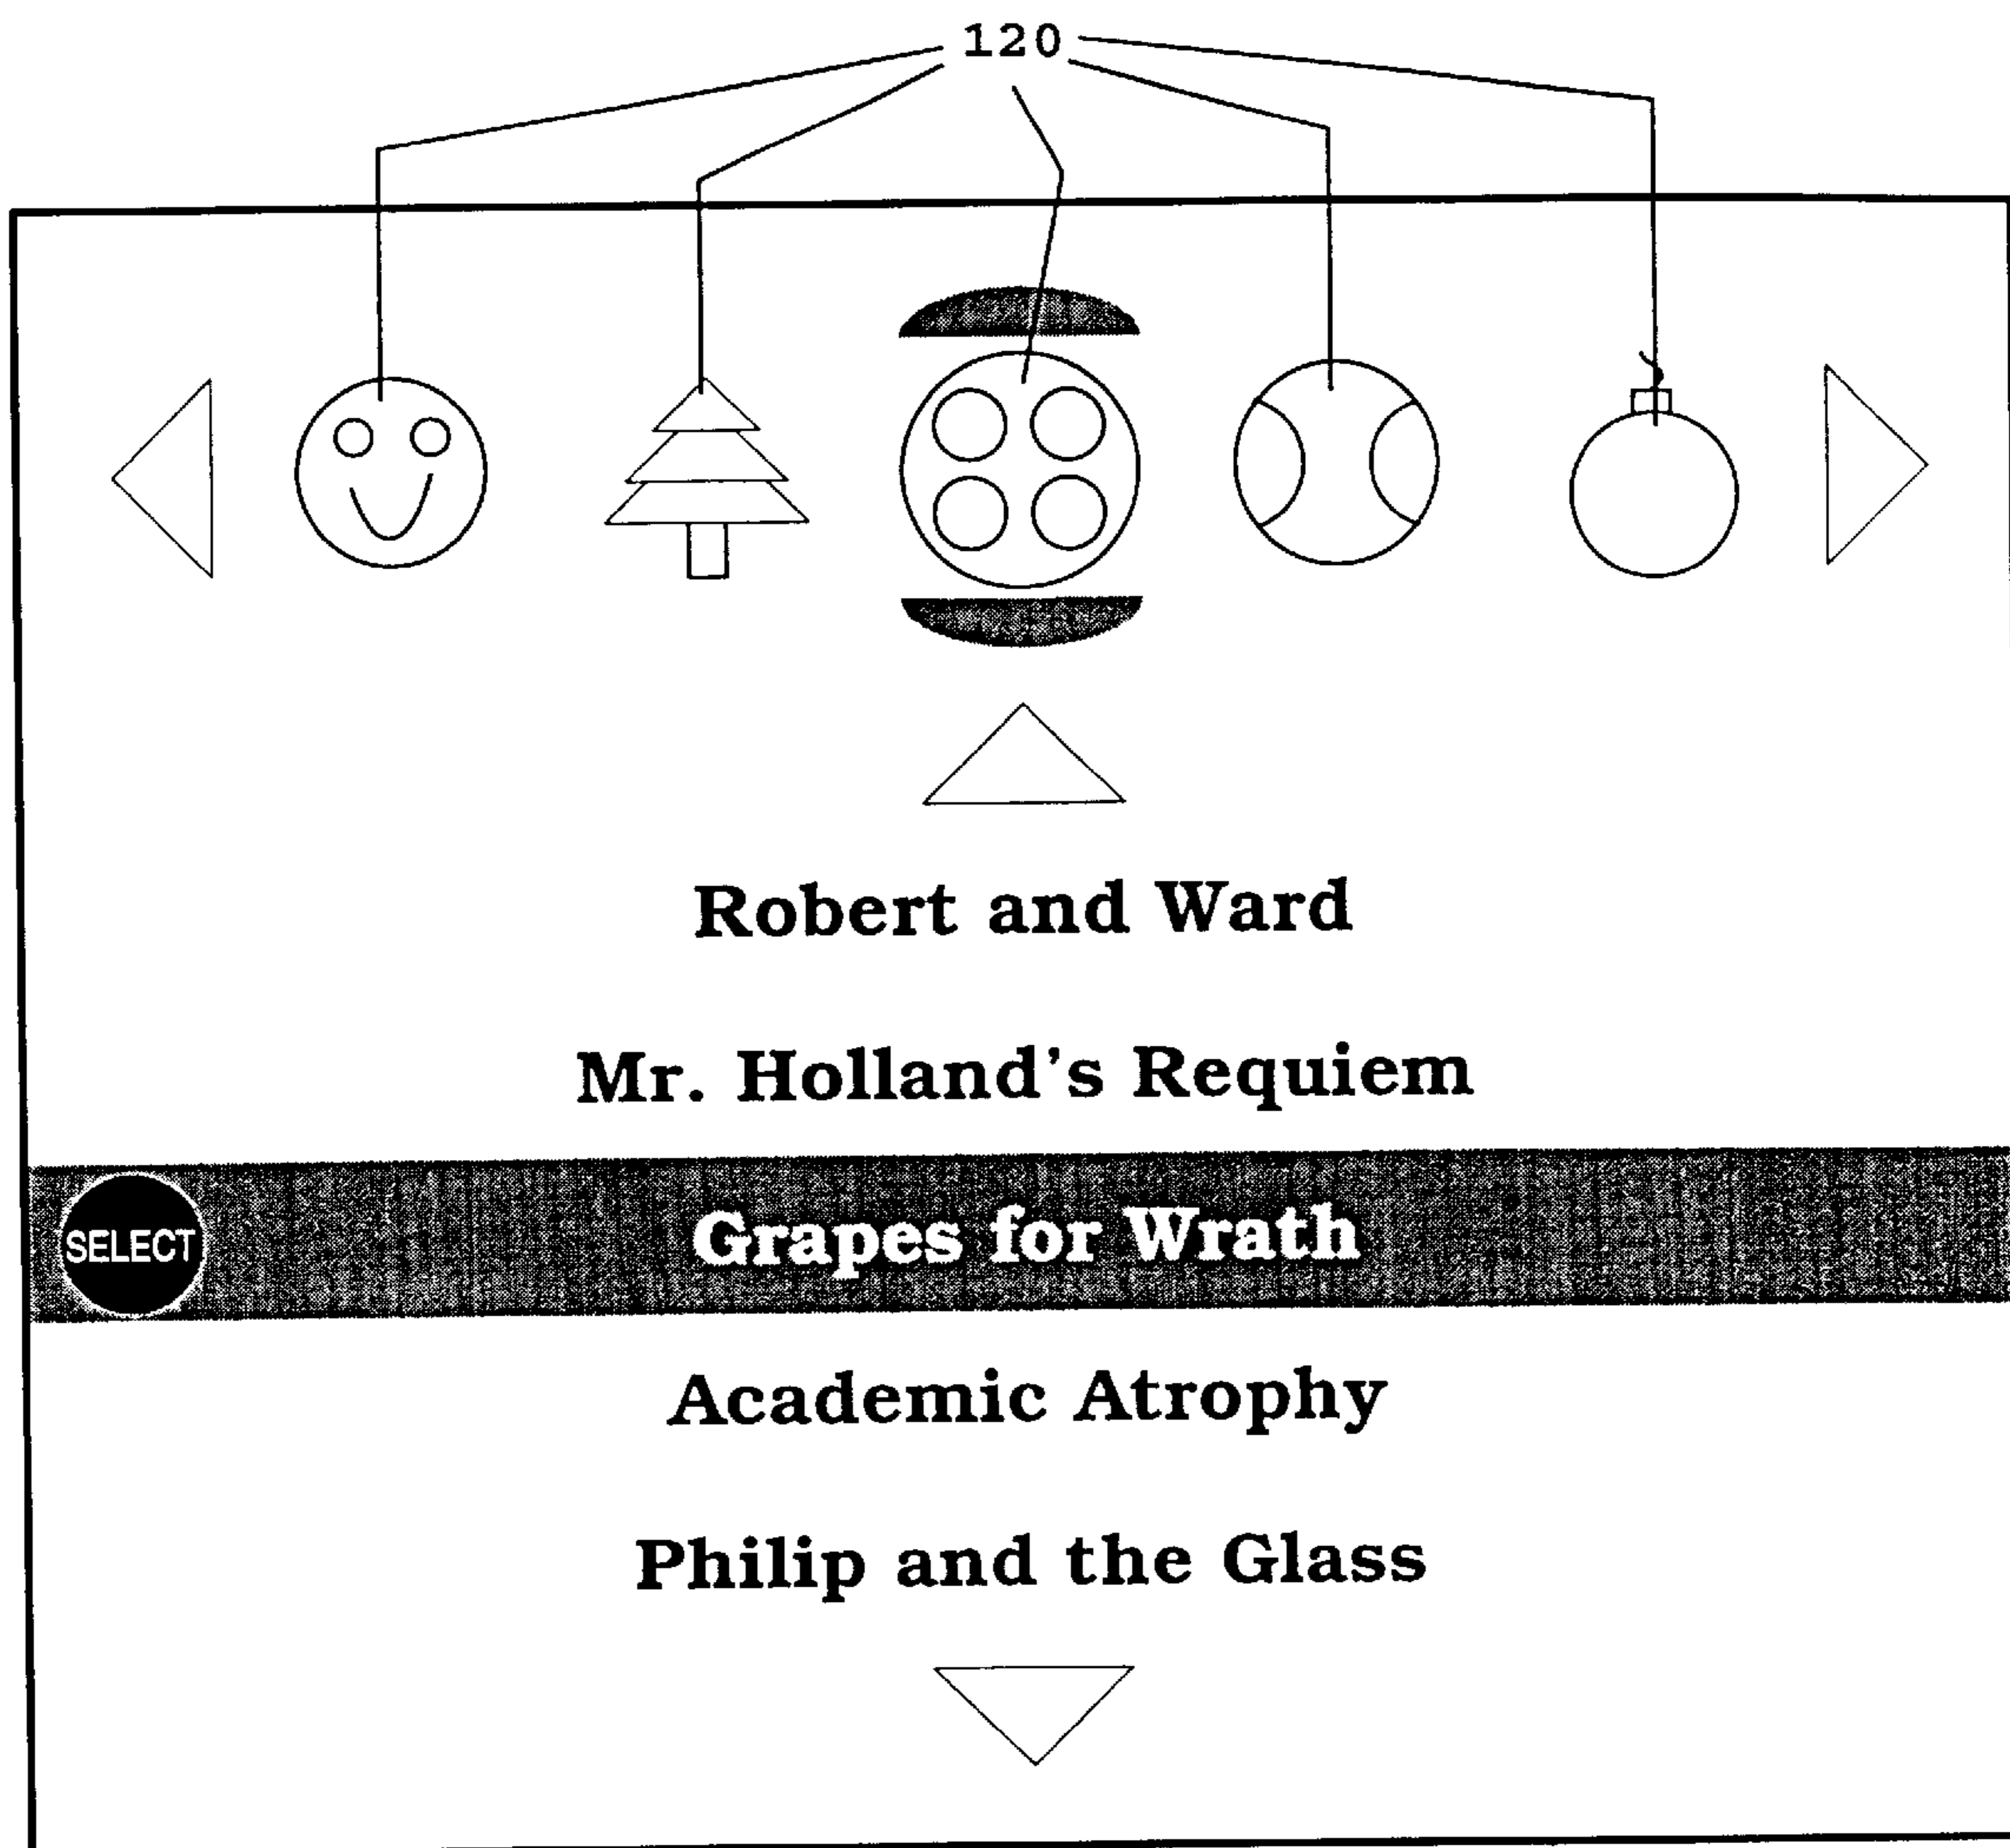 120
Robert and Ward
Mr. Holland's Requiem
SELECT Grapes for Wrath
Academic Atrophy
Philip and the Glass